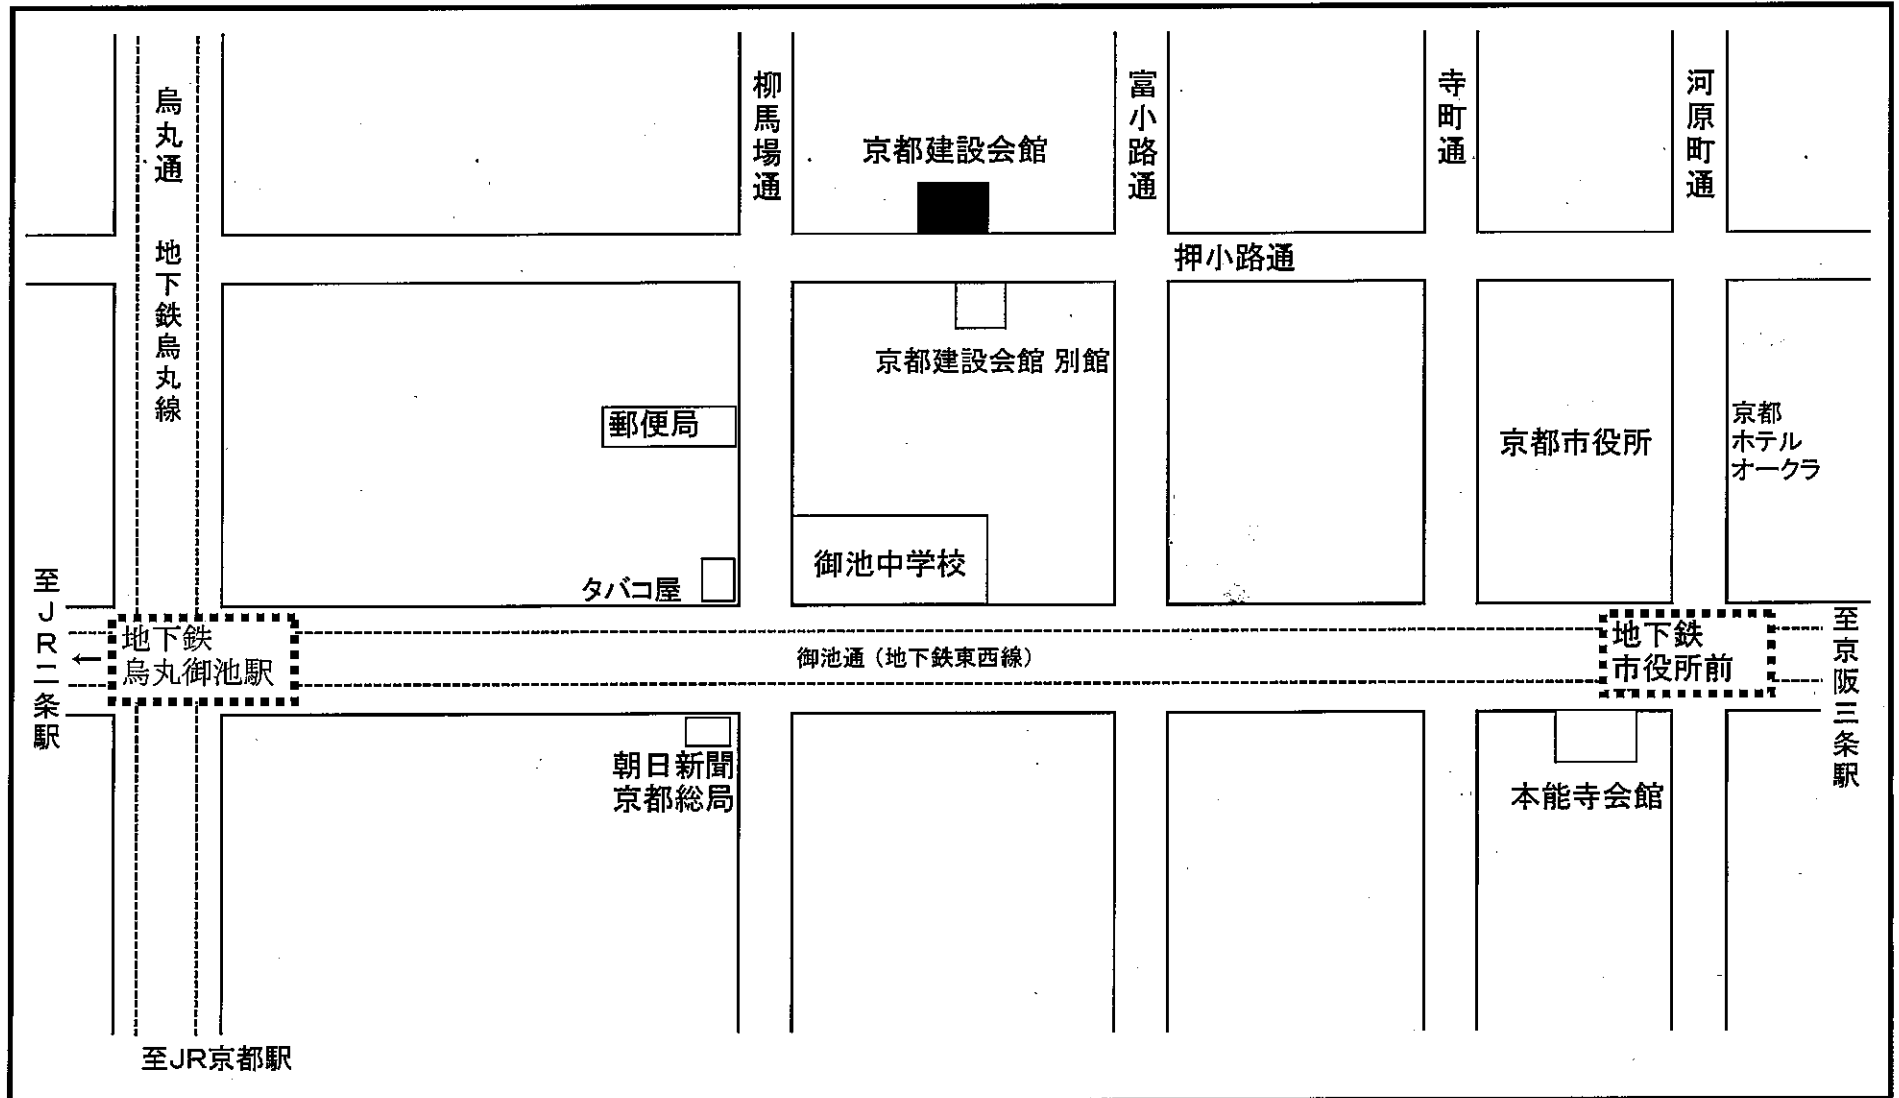 烏丸通
地下鉄烏丸線
柳馬場通
京都建設会館
富小路通
寺町通
河原町通
押小路通
京都建設会館 別館
郵便局
京都市役所
京都
ホテル
オークラ
御池中学校
タバコ屋
至JR二条駅
←
地下鉄
烏丸御池駅
御池通(地下鉄東西線)
地下鉄
市役所前
至京阪三条駅
朝日新聞
京都総局
本能寺会館
至JR京都駅